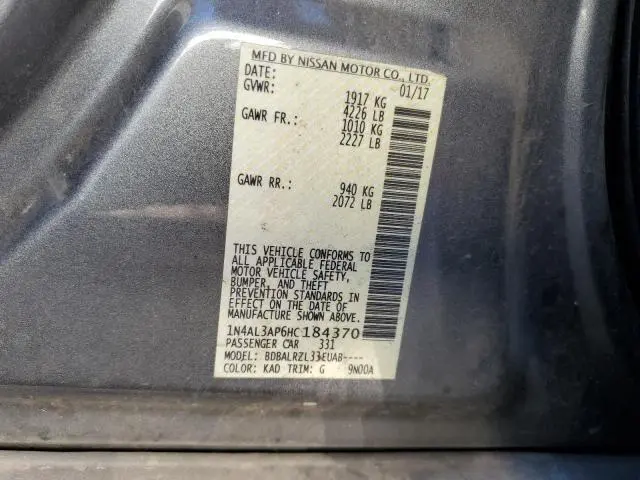 MFD BY NISSAN MOTOR CO., LTD.
DATE: 01/17
GVWR: 1917 KG
4226 LB
GAWR FR.: 1010 KG
2227 LB
GAWR RR.: 940 KG
2072 LB
THIS VEHICLE CONFORMS TO
ALL APPLICABLE FEDERAL
MOTOR VEHICLE SAFETY,
BUMPER, AND THEFT
PREVENTION STANDARDS IN
EFFECT ON THE DATE OF
MANUFACTURE SHOWN ABOVE.
1N4AL3AP6HC184370
PASSENGER CAR 331
MODEL: BDBALRZL33EUAB----
COLOR: KAD TRIM: G 9N00A